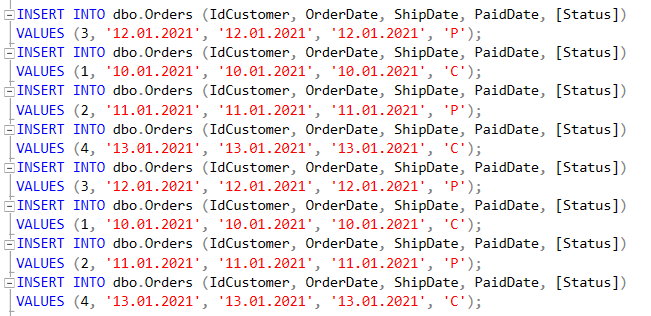 INSERT INTO dbo.Orders (IdCustomer, OrderDate, ShipDate, PaidDate, [Status])
VALUES (3, '12.01.2021', '12.01.2021', '12.01.2021', 'P');
INSERT INTO dbo.Orders (IdCustomer, OrderDate, ShipDate, PaidDate, [Status])
VALUES (1, '10.01.2021', '10.01.2021', '10.01.2021', 'C');
INSERT INTO dbo.Orders (IdCustomer, OrderDate, ShipDate, PaidDate, [Status])
VALUES (2, '11.01.2021', '11.01.2021', '11.01.2021', 'P');
INSERT INTO dbo.Orders (IdCustomer, OrderDate, ShipDate, PaidDate, [Status])
VALUES (4, '13.01.2021', '13.01.2021', '13.01.2021', 'C');
INSERT INTO dbo.Orders (IdCustomer, OrderDate, ShipDate, PaidDate, [Status])
VALUES (3, '12.01.2021', '12.01.2021', '12.01.2021', 'P');
INSERT INTO dbo.Orders (IdCustomer, OrderDate, ShipDate, PaidDate, [Status])
VALUES (1, '10.01.2021', '10.01.2021', '10.01.2021', 'C');
INSERT INTO dbo.Orders (IdCustomer, OrderDate, ShipDate, PaidDate, [Status])
VALUES (2, '11.01.2021', '11.01.2021', '11.01.2021', 'P');
INSERT INTO dbo.Orders (IdCustomer, OrderDate, ShipDate, PaidDate, [Status])
VALUES (4, '13.01.2021', '13.01.2021', '13.01.2021', 'C');